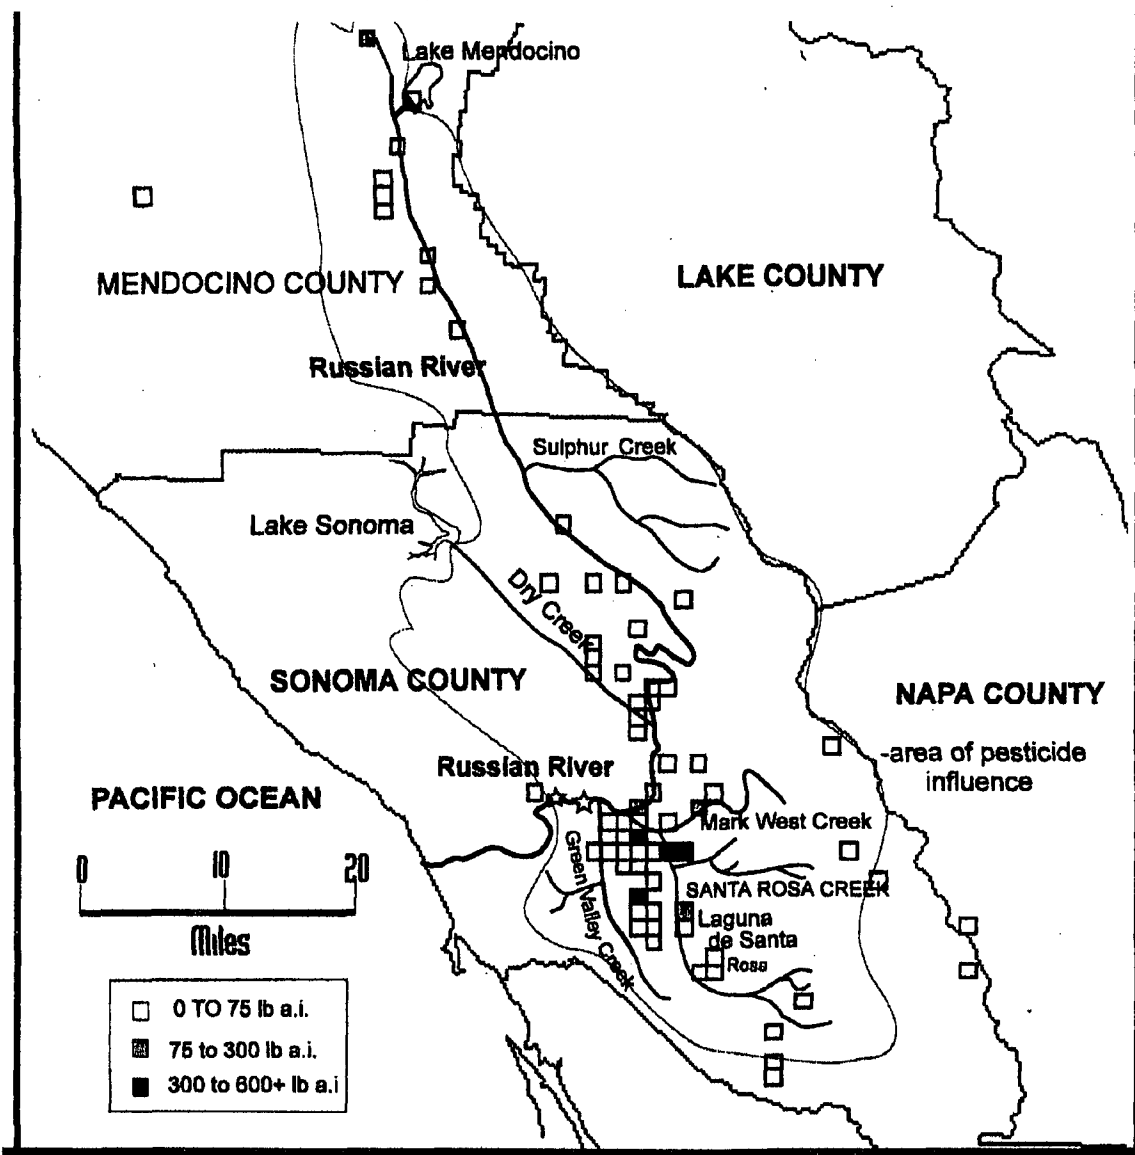 Lake Mendocino
MENDOCINO COUNTY
LAKE COUNTY
Russian River
Sulphur Creek
Lake Sonoma
Dry Creek
SONOMA COUNTY
NAPA COUNTY
-area of pesticide
influence
Russian River
PACIFIC OCEAN
Mark West Creek
Green Valley Creek
SANTA ROSA CREEK
Laguna
de Santa
Rosa
0 10 20
Miles
0 TO 75 lb a.i.
75 to 300 lb a.i.
300 to 600+ lb a.i